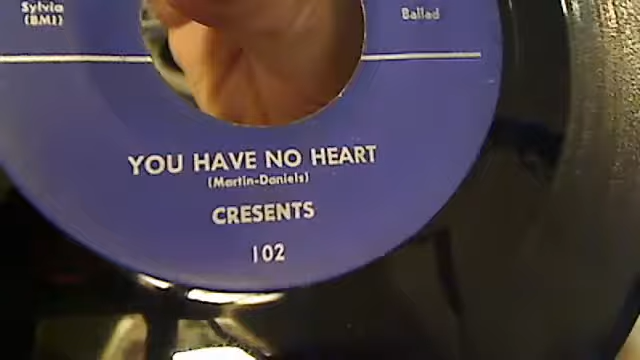 Sylvia
(BMI)
Ballad
YOU HAVE NO HEART
(Martin-Daniels)
CRESENTS
102